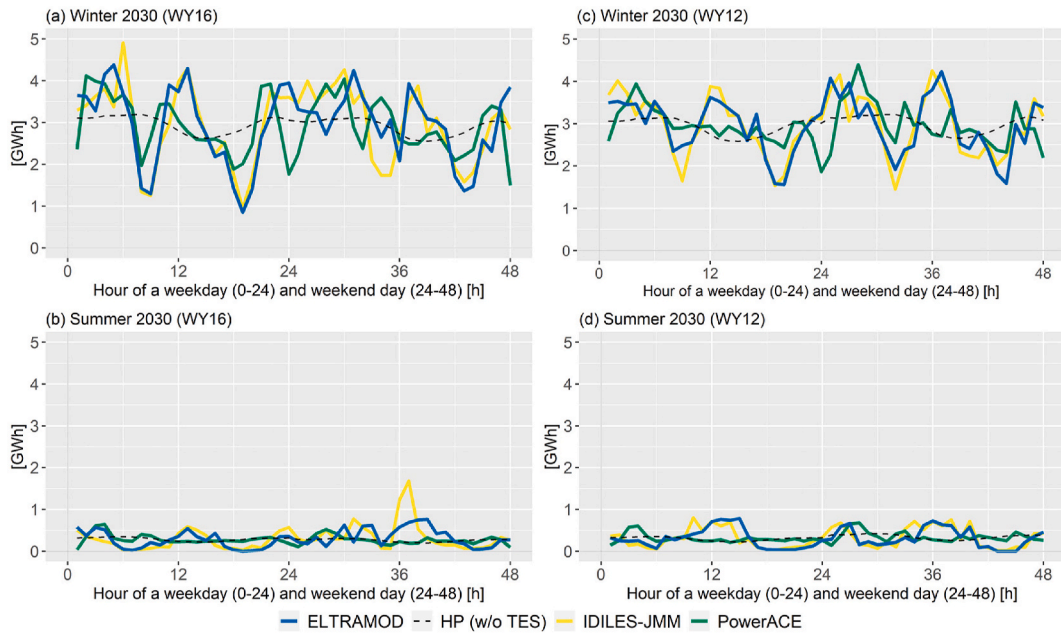 (a) Winter 2030 (WY16)
5
4
3
2
1
0
[GWh]
0 12 24 36 48
Hour of a weekday (0-24) and weekend day (24-48) [h]
(c) Winter 2030 (WY12)
5
4
3
2
1
0
[GWh]
0 12 24 36 48
Hour of a weekday (0-24) and weekend day (24-48) [h]
(b) Summer 2030 (WY16)
5
4
3
2
1
0
[GWh]
0 12 24 36 48
Hour of a weekday (0-24) and weekend day (24-48) [h]
(d) Summer 2030 (WY12)
5
4
3
2
1
0
[GWh]
0 12 24 36 48
Hour of a weekday (0-24) and weekend day (24-48) [h]
ELTRAMOD HP (w/o TES) IDILES-JMM PowerACE